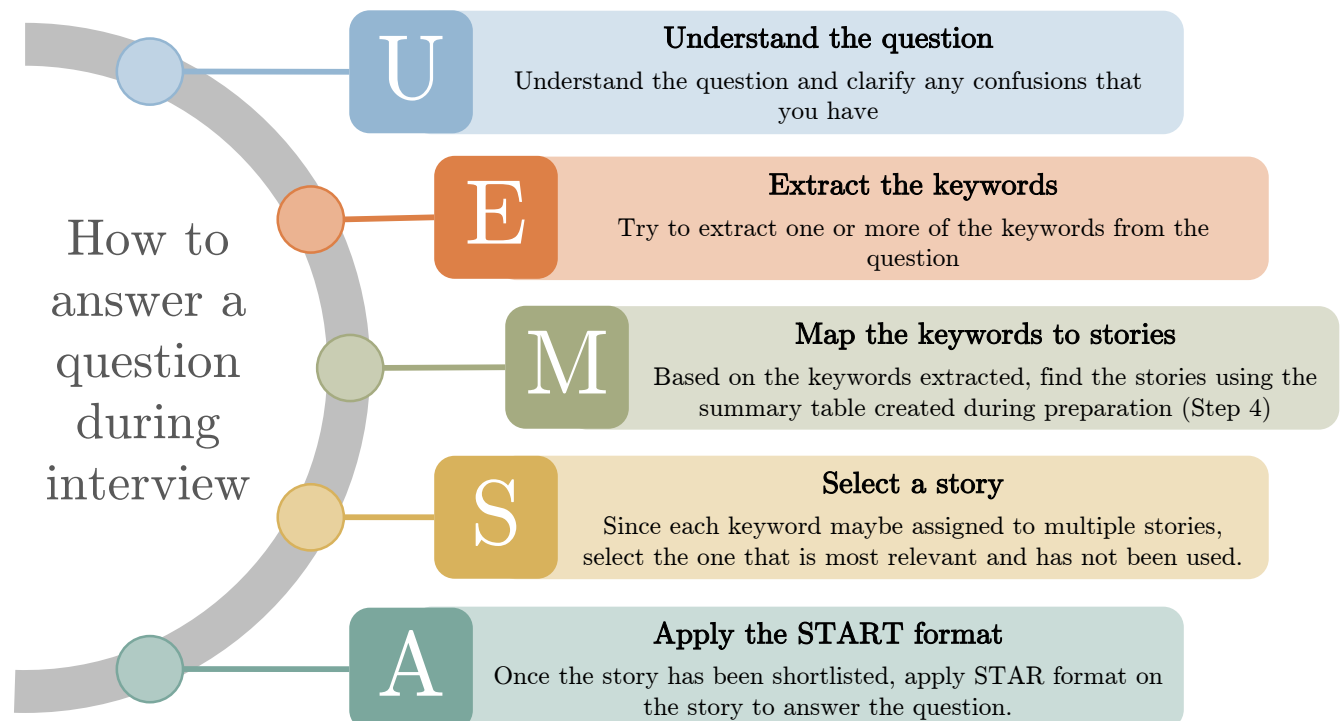 How to
answer a
question
during
interview
U
Understand the question
Understand the question and clarify any confusions that
you have
E
Extract the keywords
Try to extract one or more of the keywords from the
question
M
Map the keywords to stories
Based on the keywords extracted, find the stories using the
summary table created during preparation (Step 4)
S
Select a story
Since each keyword maybe assigned to multiple stories,
select the one that is most relevant and has not been used.
A
Apply the START format
Once the story has been shortlisted, apply STAR format on
the story to answer the question.